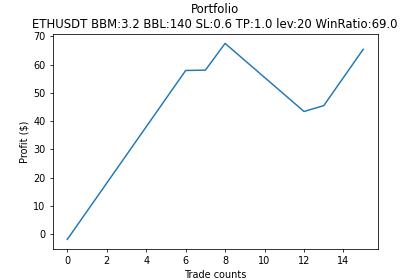 Portfolio
ETHUSDT BBM:3.2 BBL:140 SL:0.6 TP:1.0 lev:20 WinRatio:69.0
70
60
50
40
30
20
10
0
Profit ($)
0 2 4 6 8 10 12 14
Trade counts